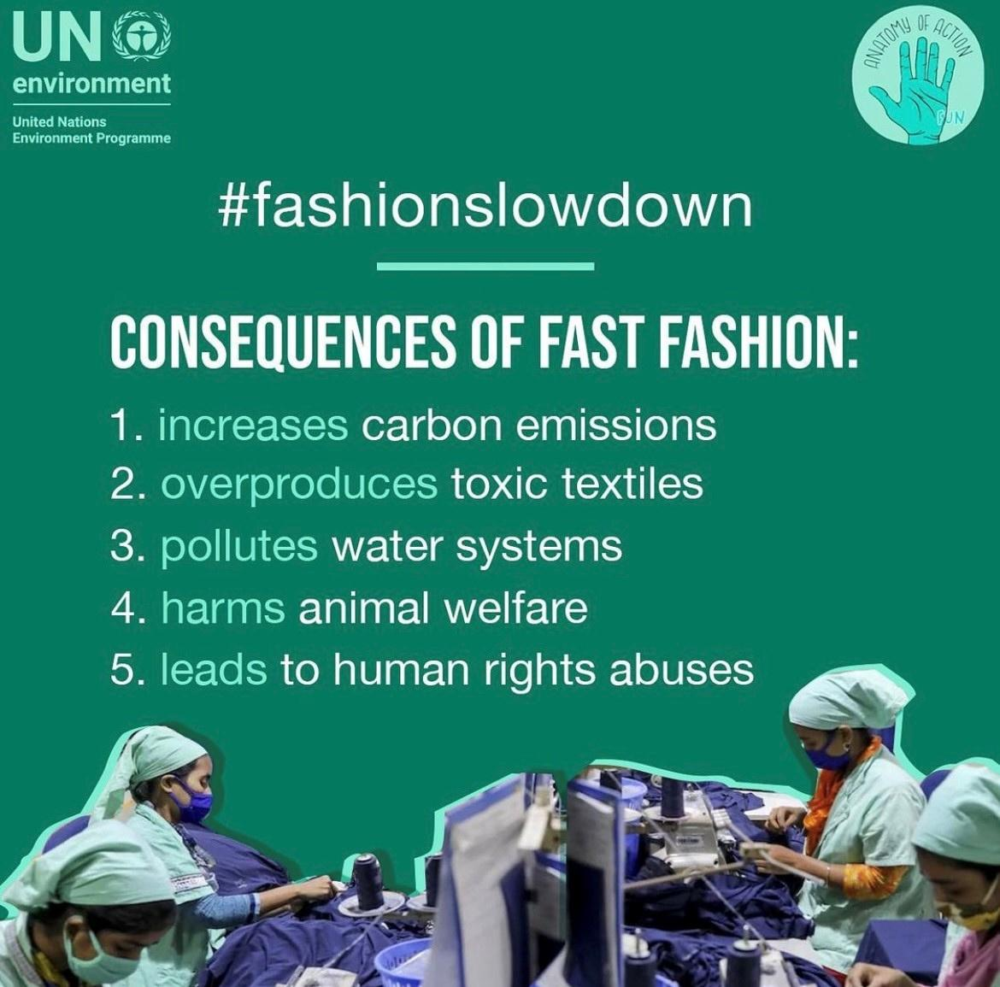 UN
environment
United Nations
Environment Programme
ANATOMY OF ACTION
FUN
#fashionslowdown
CONSEQUENCES OF FAST FASHION:
1. increases carbon emissions
2. overproduces toxic textiles
3. pollutes water systems
4. harms animal welfare
5. leads to human rights abuses